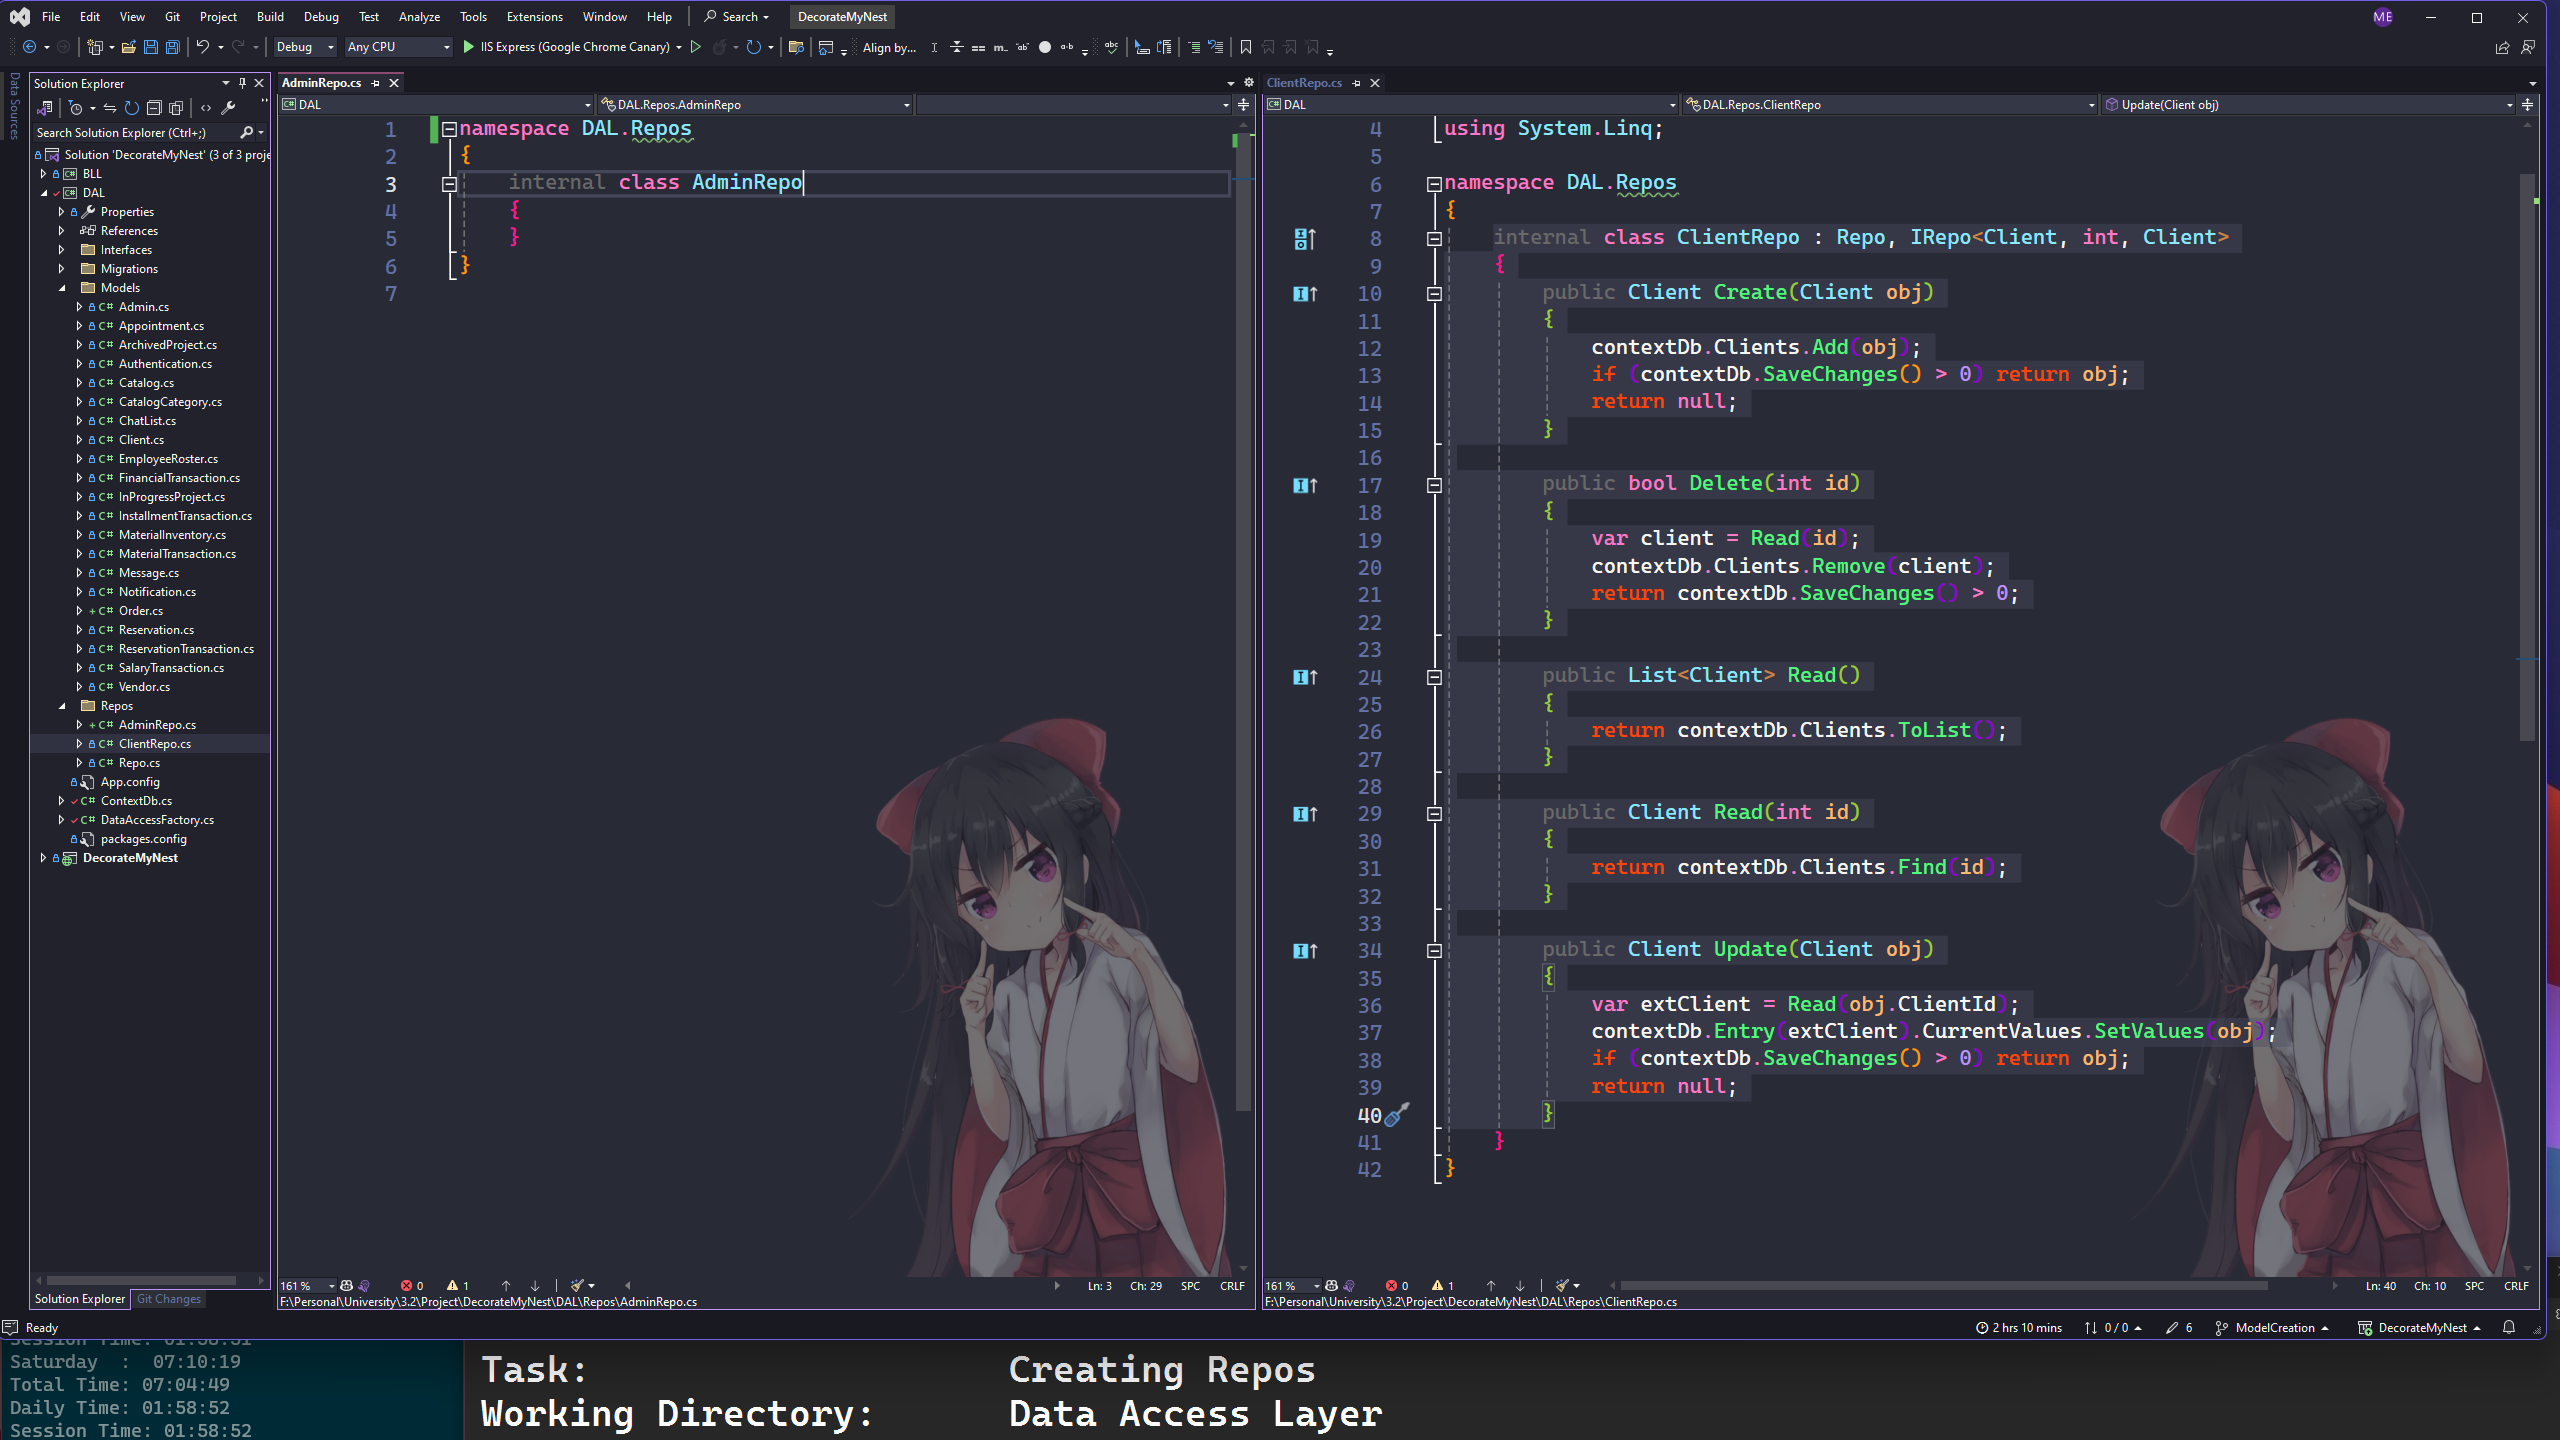 File Edit View Git Project Build Debug Test Analyze Tools Extensions Window Help Search DecorateMyNest ME
Debug Any CPU IIS Express (Google Chrome Canary) Align by...
Data Sources
Solution Explorer
Search Solution Explorer (Ctrl+;)
Solution 'DecorateMyNest' (3 of 3 proje
BLL
DAL
Properties
References
Interfaces
Migrations
Models
Admin.cs
Appointment.cs
ArchivedProject.cs
Authentication.cs
Catalog.cs
CatalogCategory.cs
ChatList.cs
Client.cs
EmployeeRoster.cs
FinancialTransaction.cs
InProgressProject.cs
InstallmentTransaction.cs
MaterialInventory.cs
MaterialTransaction.cs
Message.cs
Notification.cs
Order.cs
Reservation.cs
ReservationTransaction.cs
SalaryTransaction.cs
Vendor.cs
Repos
AdminRepo.cs
ClientRepo.cs
Repo.cs
App.config
ContextDb.cs
DataAccessFactory.cs
packages.config
DecorateMyNest
Solution Explorer Git Changes
AdminRepo.cs
DAL DAL.Repos.AdminRepo
1 namespace DAL.Repos
2 {
3 internal class AdminRepo
4 {
5 }
6 }
7
161 % 0 1 Ln: 3 Ch: 29 SPC CRLF
F:\Personal\University\3.2\Project\DecorateMyNest\DAL\Repos\AdminRepo.cs
ClientRepo.cs
DAL DAL.Repos.ClientRepo Update(Client obj)
4 using System.Linq;
5
6 namespace DAL.Repos
7 {
8 internal class ClientRepo : Repo, IRepo<Client, int, Client>
9 {
10 public Client Create(Client obj)
11 {
12 contextDb.Clients.Add(obj);
13 if (contextDb.SaveChanges() > 0) return obj;
14 return null;
15 }
16
17 public bool Delete(int id)
18 {
19 var client = Read(id);
20 contextDb.Clients.Remove(client);
21 return contextDb.SaveChanges() > 0;
22 }
23
24 public List<Client> Read()
25 {
26 return contextDb.Clients.ToList();
27 }
28
29 public Client Read(int id)
30 {
31 return contextDb.Clients.Find(id);
32 }
33
34 public Client Update(Client obj)
35 {
36 var extClient = Read(obj.ClientId);
37 contextDb.Entry(extClient).CurrentValues.SetValues(obj);
38 if (contextDb.SaveChanges() > 0) return obj;
39 return null;
40 }
41 }
42 }
161 % 0 1 Ln: 40 Ch: 10 SPC CRLF
F:\Personal\University\3.2\Project\DecorateMyNest\DAL\Repos\ClientRepo.cs
Ready 2 hrs 10 mins 0 / 0 6 ModelCreation DecorateMyNest
Session Time: 01:58:51
Saturday : 07:10:19
Total Time: 07:04:49
Daily Time: 01:58:52
Session Time: 01:58:52
Task: Creating Repos
Working Directory: Data Access Layer